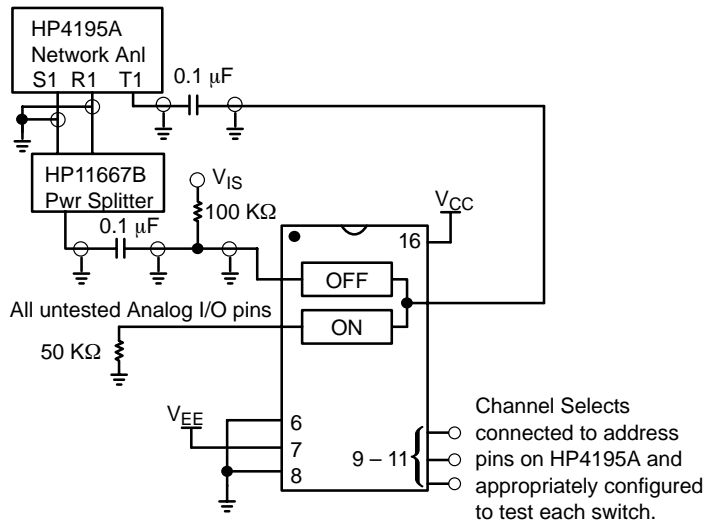 HP4195A
Network Anl
S1 R1 T1
0.1 μF
HP11667B
Pwr Splitter
VIS
100 KΩ
0.1 μF
VCC
16
OFF
All untested Analog I/O pins
ON
50 KΩ
VEE
6
7
8
9 – 11
Channel Selects
connected to address
pins on HP4195A and
appropriately configured
to test each switch.